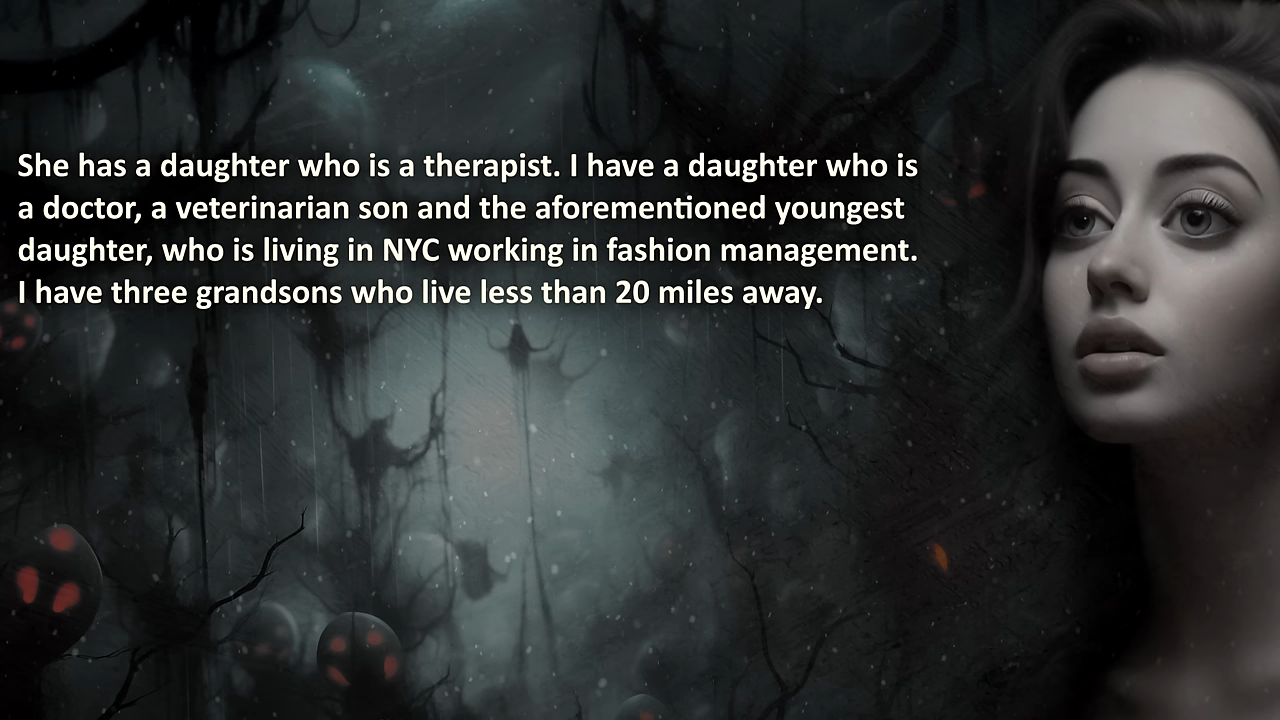 She has a daughter who is a therapist. I have a daughter who is
a doctor, a veterinarian son and the aforementioned youngest
daughter, who is living in NYC working in fashion management.
I have three grandsons who live less than 20 miles away.